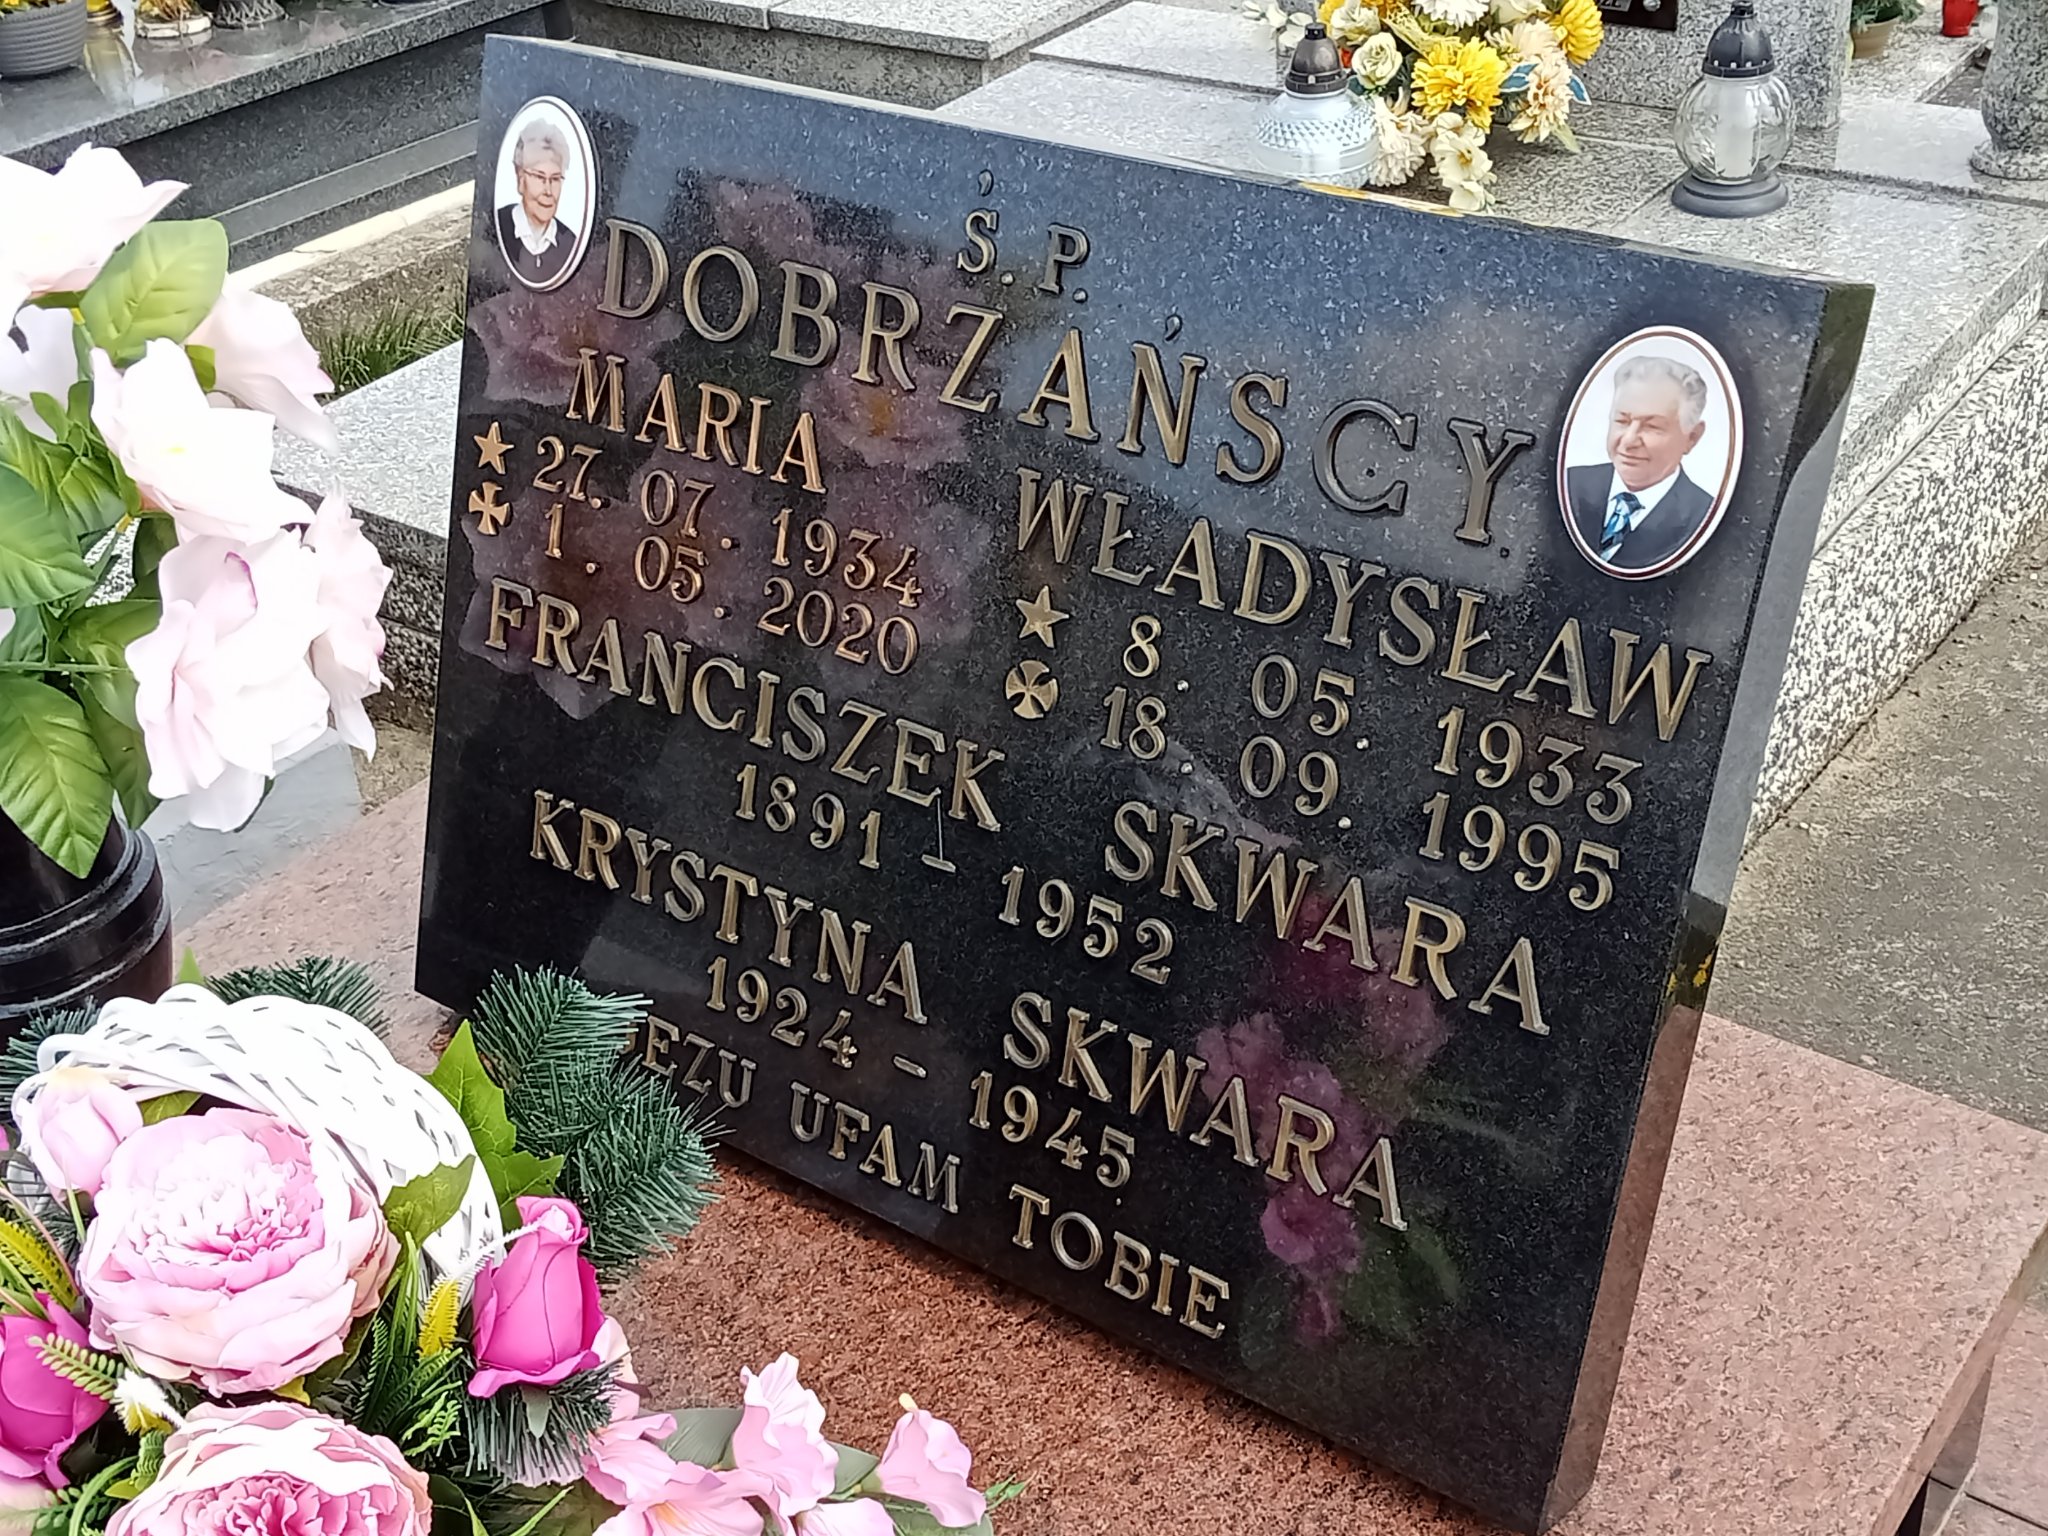 Ś. P.
DOBRZAŃSCY
MARIA
★ 27. 07. 1934
✠ 1. 05. 2020
WŁADYSŁAW
★ 8. 05. 1933
✠ 18. 09. 1995
FRANCISZEK SKWARA
1891 - 1952
KRYSTYNA SKWARA
1924 - 1945
JEZU UFAM TOBIE